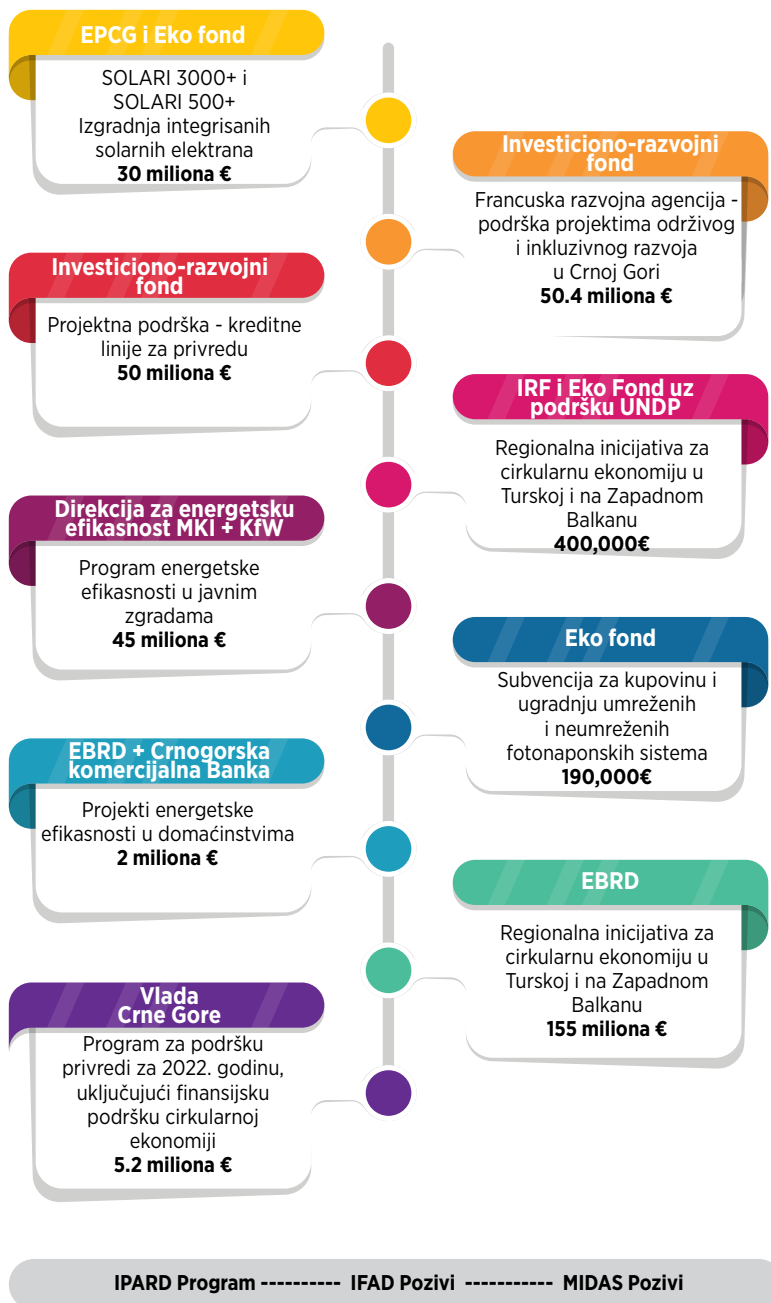 EPCG i Eko fond
SOLARI 3000+ i
SOLARI 500+
Izgradnja integrisanih
solarnih elektrana
30 miliona €
Investiciono-razvojni
fond
Francuska razvojna agencija -
podrška projektima održivog
i inkluzivnog razvoja
u Crnoj Gori
50.4 miliona €
Investiciono-razvojni
fond
Projektna podrška - kreditne
linije za privredu
50 miliona €
IRF i Eko Fond uz
podršku UNDP
Regionalna inicijativa za
cirkularnu ekonomiju u
Turskoj i na Zapadnom
Balkanu
400,000€
Direkcija za energetsku
efikasnost MKI + KfW
Program energetske
efikasnosti u javnim
zgradama
45 miliona €
Eko fond
Subvencija za kupovinu i
ugradnju umreženih
i neumreženih
fotonaponskih sistema
190,000€
EBRD + Crnogorska
komercijalna Banka
Projekti energetske
efikasnosti u domaćinstvima
2 miliona €
EBRD
Regionalna inicijativa za
cirkularnu ekonomiju u
Turskoj i na Zapadnom
Balkanu
155 miliona €
Vlada
Crne Gore
Program za podršku
privredi za 2022. godinu,
uključujući finansijsku
podršku cirkularnoj
ekonomiji
5.2 miliona €
IPARD Program ---------- IFAD Pozivi ----------- MIDAS Pozivi